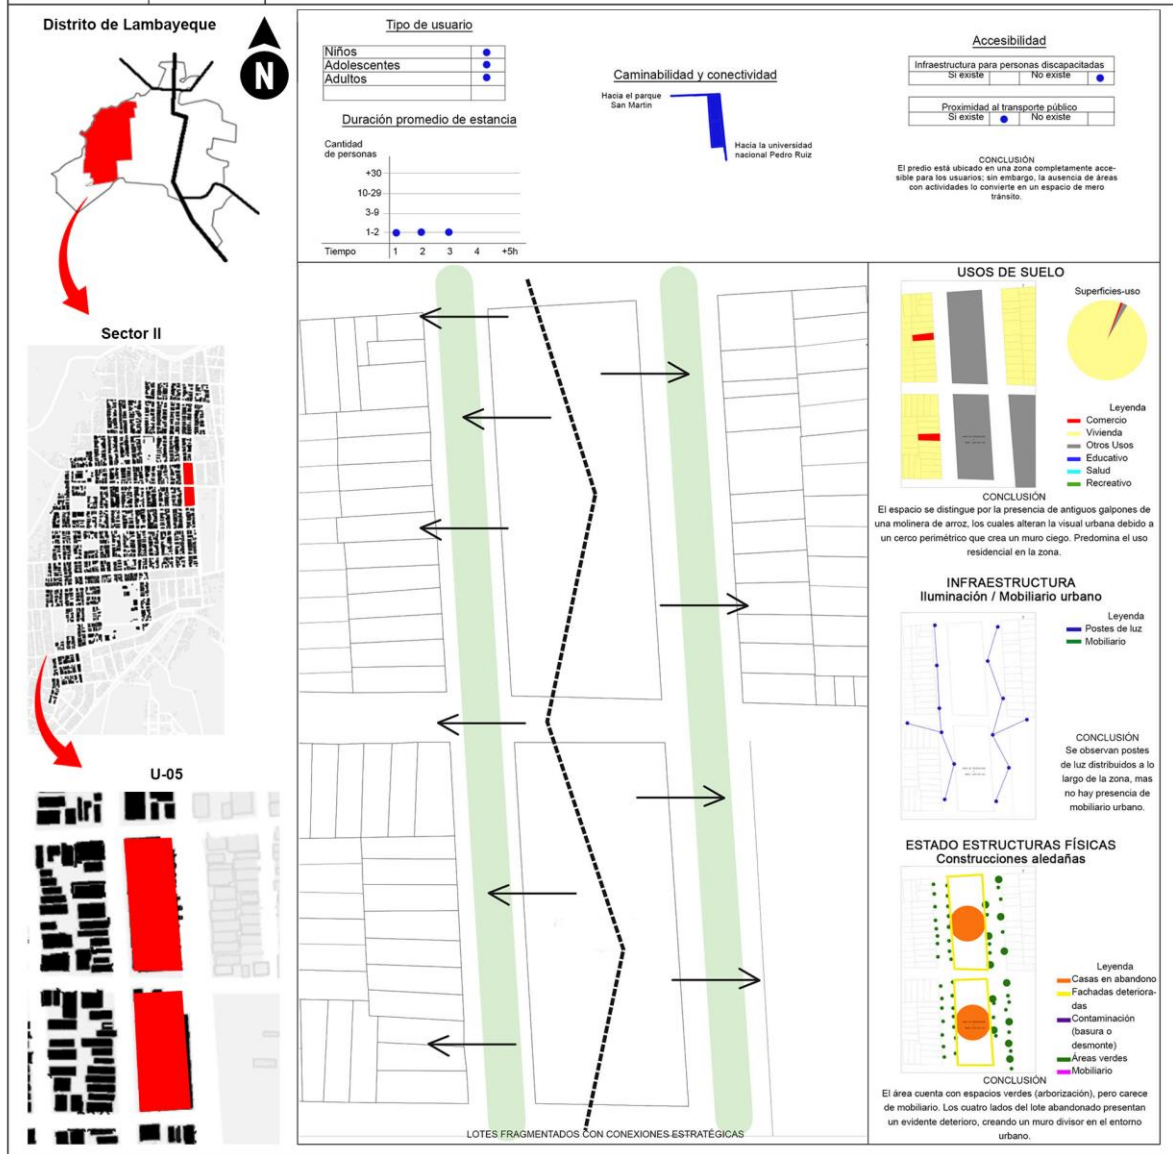 Distrito de Lambayeque
N
Sector II
U-05
Tipo de usuario
Niños
Adolescentes
Adultos
Duración promedio de estancia
Cantidad
de personas
+30
10-29
3-9
1-2
Tiempo 1 2 3 4 +5h
Caminabilidad y conectividad
Hacia el parque
San Martin
Hacia la universidad
nacional Pedro Ruiz
Accesibilidad
Infraestructura para personas discapacitadas
Si existe No existe
Proximidad al transporte público
Si existe No existe
CONCLUSIÓN
El predio está ubicado en una zona completamente acce-
sible para los usuarios; sin embargo, la ausencia de áreas
con actividades lo convierte en un espacio de mero
tránsito.
LOTES FRAGMENTADOS CON CONEXIONES ESTRATÉGICAS
USOS DE SUELO
Superficies-uso
Leyenda
Comercio
Vivienda
Otros Usos
Educativo
Salud
Recreativo
CONCLUSIÓN
El espacio se distingue por la presencia de antiguos galpones de
una molinera de arroz, los cuales alteran la visual urbana debido a
un cerco perimétrico que crea un muro ciego. Predomina el uso
residencial en la zona.
INFRAESTRUCTURA
Iluminación / Mobiliario urbano
Leyenda
Postes de luz
Mobiliario
CONCLUSIÓN
Se observan postes
de luz distribuidos a lo
largo de la zona, mas
no hay presencia de
mobiliario urbano.
ESTADO ESTRUCTURAS FÍSICAS
Construcciones aledañas
Leyenda
Casas en abandono
Fachadas deteriora-
das
Contaminación
(basura o
desmonte)
Áreas verdes
Mobiliario
CONCLUSIÓN
El área cuenta con espacios verdes (arborización), pero carece
de mobiliario. Los cuatro lados del lote abandonado presentan
un evidente deterioro, creando un muro divisor en el entorno
urbano.